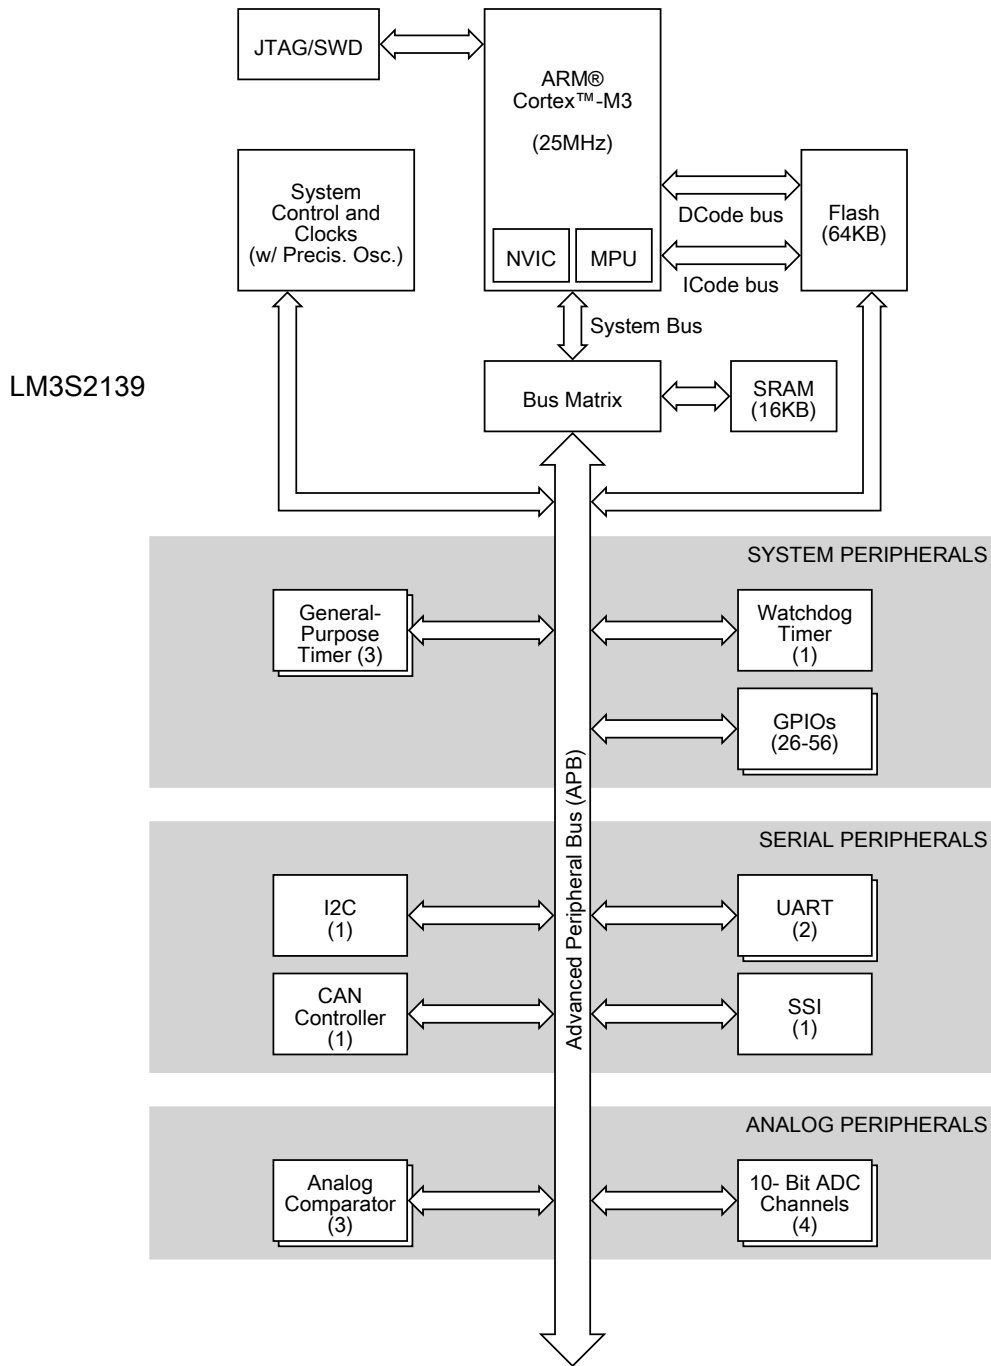 JTAG/SWD
ARM®
Cortex™-M3
(25MHz)
System
Control and
Clocks
(w/ Precis. Osc.)
DCode bus
Flash
(64KB)
NVIC
MPU
ICode bus
System Bus
LM3S2139
Bus Matrix
SRAM
(16KB)
SYSTEM PERIPHERALS
General-
Purpose
Timer (3)
Watchdog
Timer
(1)
GPIOs
(26-56)
Advanced Peripheral Bus (APB)
SERIAL PERIPHERALS
I2C
(1)
UART
(2)
CAN
Controller
(1)
SSI
(1)
ANALOG PERIPHERALS
Analog
Comparator
(3)
10- Bit ADC
Channels
(4)